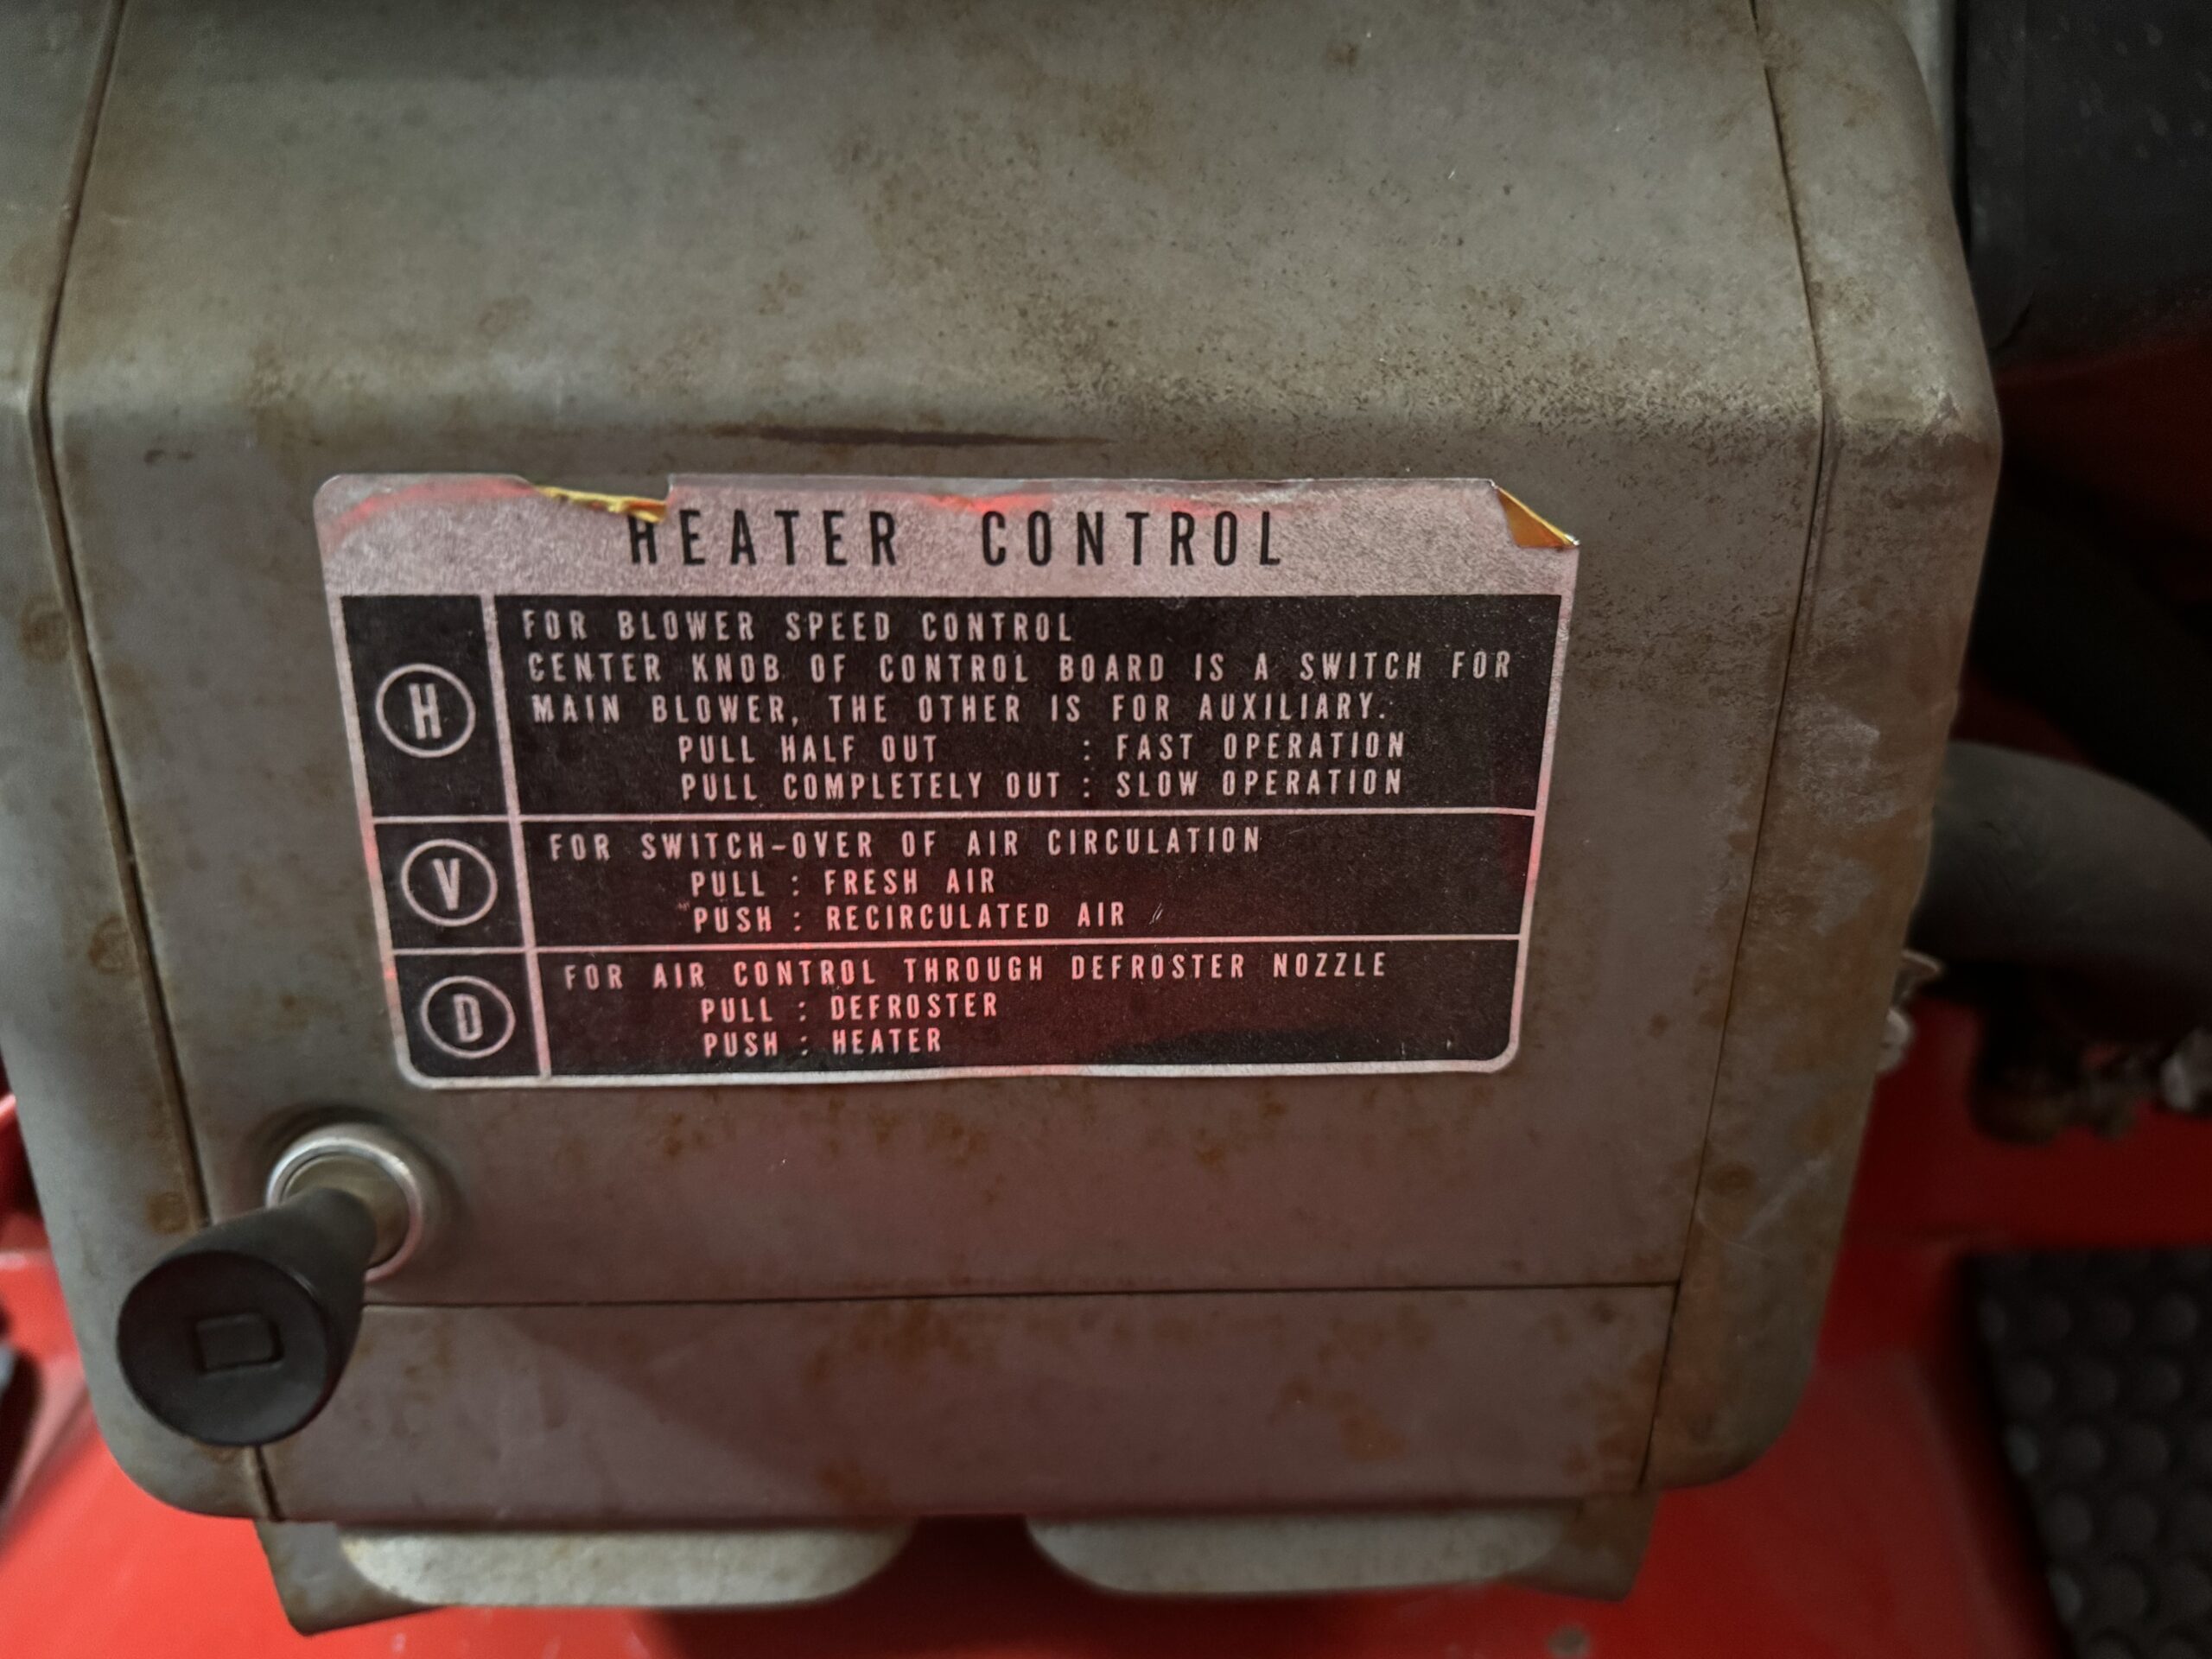 HEATER CONTROL
H
FOR BLOWER SPEED CONTROL
CENTER KNOB OF CONTROL BOARD IS A SWITCH FOR
MAIN BLOWER, THE OTHER IS FOR AUXILIARY.
PULL HALF OUT : FAST OPERATION
PULL COMPLETELY OUT : SLOW OPERATION
V
FOR SWITCH-OVER OF AIR CIRCULATION
PULL : FRESH AIR
PUSH : RECIRCULATED AIR
D
FOR AIR CONTROL THROUGH DEFROSTER NOZZLE
PULL : DEFROSTER
PUSH : HEATER